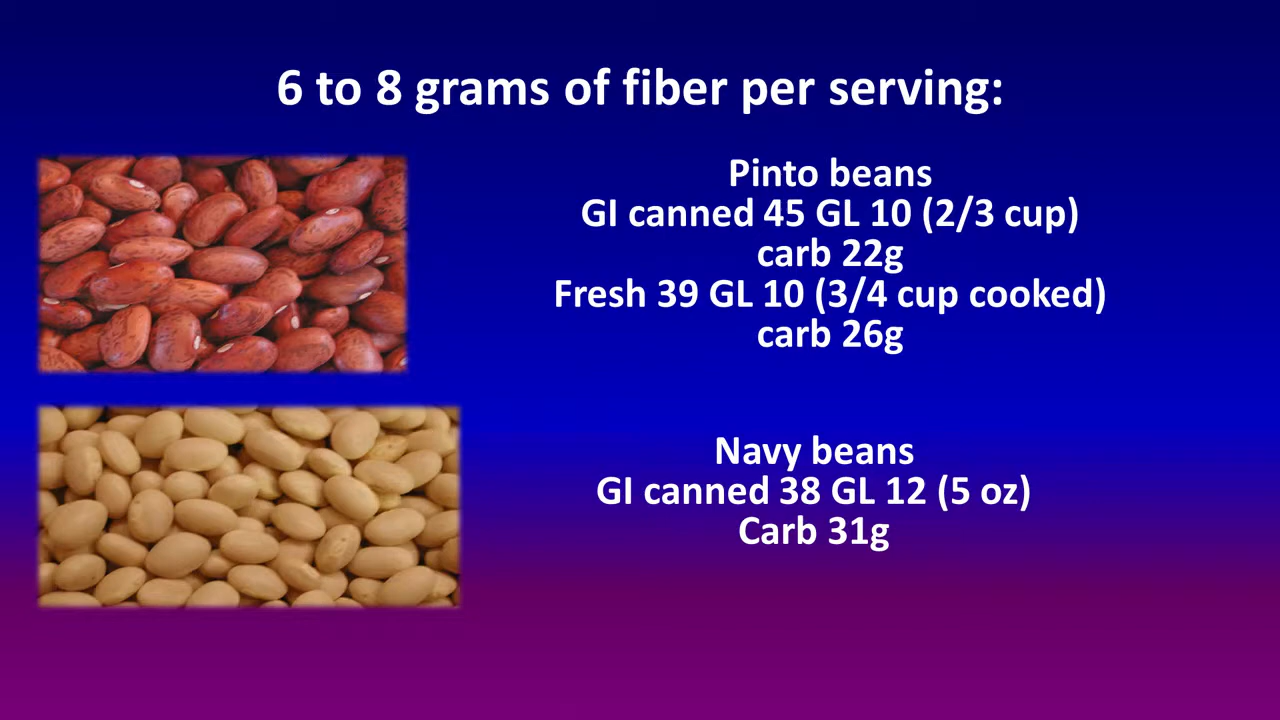 6 to 8 grams of fiber per serving:
Pinto beans
GI canned 45 GL 10 (2/3 cup)
carb 22g
Fresh 39 GL 10 (3/4 cup cooked)
carb 26g
Navy beans
GI canned 38 GL 12 (5 oz)
Carb 31g